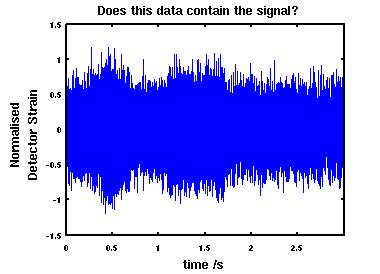 Does this data contain the signal?
1.5
1
0.5
0
-0.5
-1
-1.5
Normalised
Detector Strain
0 0.5 1 1.5 2 2.5
time /s